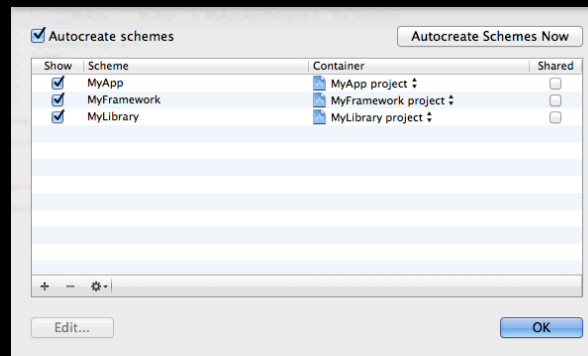 Autocreate schemes
Autocreate Schemes Now
Show Scheme Container Shared
MyApp MyApp project
MyFramework MyFramework project
MyLibrary MyLibrary project
Edit...
OK